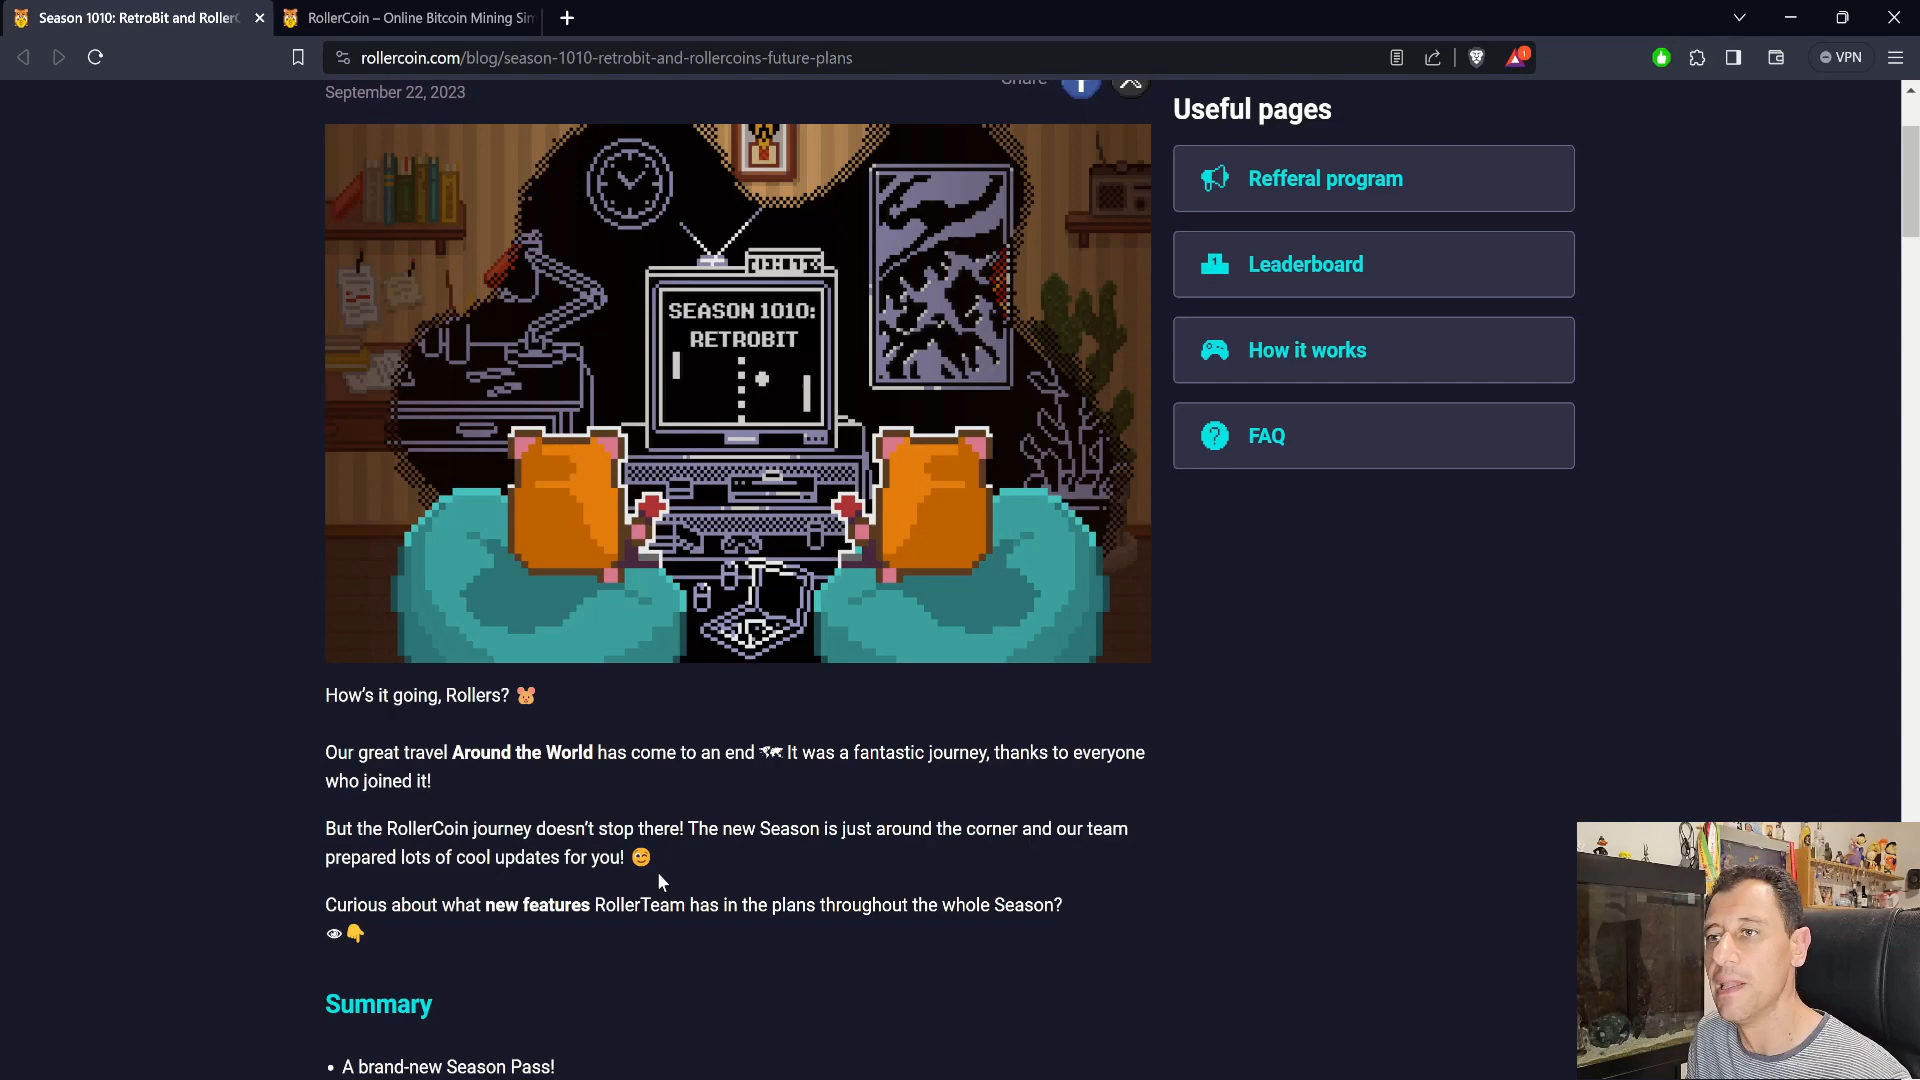 Season 1010: RetroBit and RollerC
RollerCoin – Online Bitcoin Mining Sim
rollercoin.com/blog/season-1010-retrobit-and-rollercoins-future-plans
1
VPN
September 22, 2023
Share
Useful pages
Refferal program
Leaderboard
How it works
FAQ
SEASON 1010:
RETROBIT
How's it going, Rollers? 🐹
Our great travel Around the World has come to an end 🗺 It was a fantastic journey, thanks to everyone
who joined it!
But the RollerCoin journey doesn't stop there! The new Season is just around the corner and our team
prepared lots of cool updates for you! 😊
Curious about what new features RollerTeam has in the plans throughout the whole Season?
👁👇
Summary
• A brand-new Season Pass!